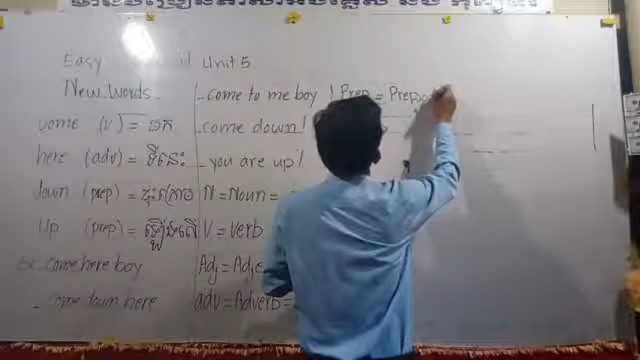 Easy Unit 5
New Words
come (v) = មក
here (adv) = ទីនេះ
down (prep) = ចុះក្រោម
Up (prep) = ឡើងលើ
Ex: come here boy
- come down here
- come to me boy
come down!
- you are up!
N = Noun =
V = verb
Adj = Adje
adv = Adverb =
Prep = Prepo